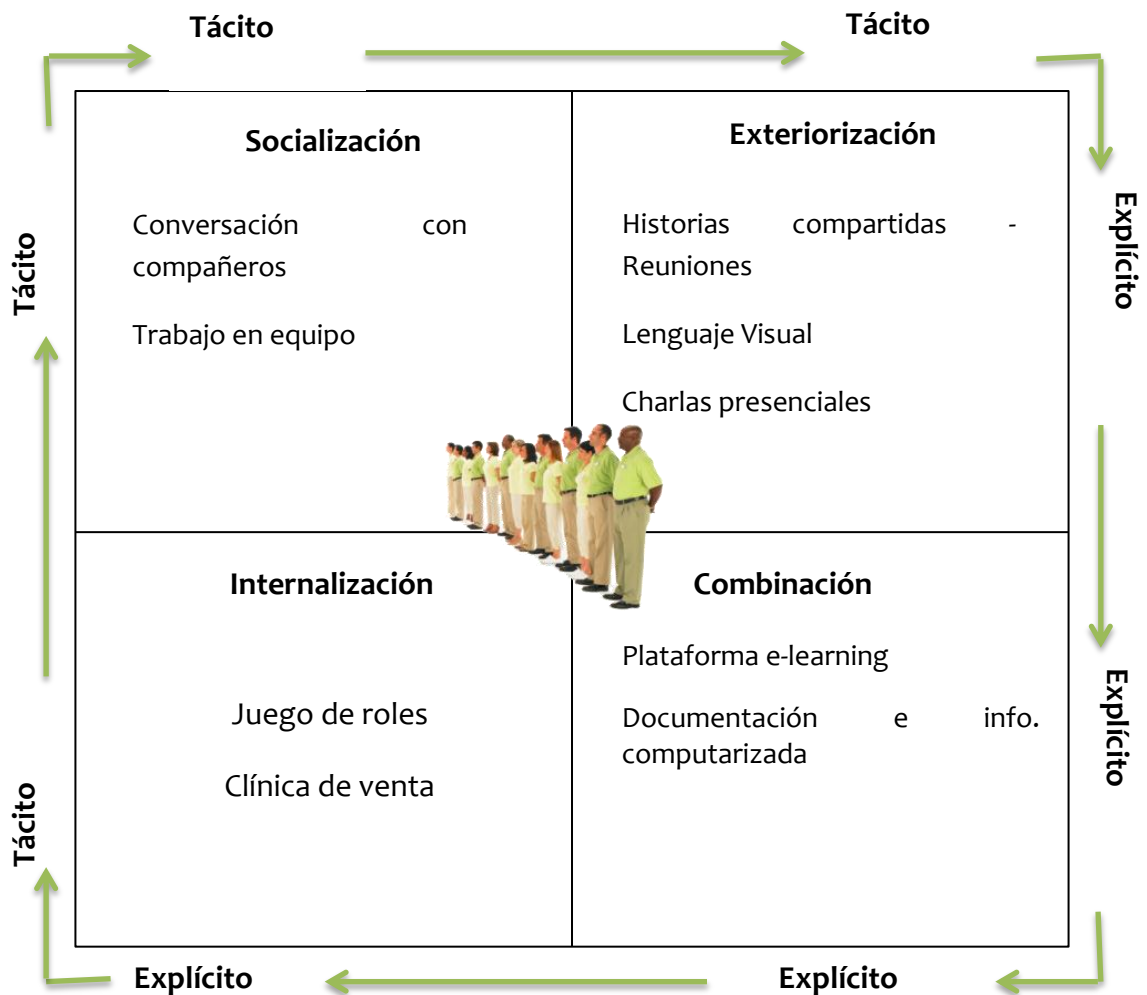 Tácito
Tácito
Socialización
Exteriorización
Conversación con
compañeros
Trabajo en equipo
Historias compartidas -
Reuniones
Lenguaje Visual
Charlas presenciales
Tácito
Explícito
Internalización
Combinación
Juego de roles
Clínica de venta
Plataforma e-learning
Documentación e info.
computarizada
Tácito
Explícito
Explícito
Explícito